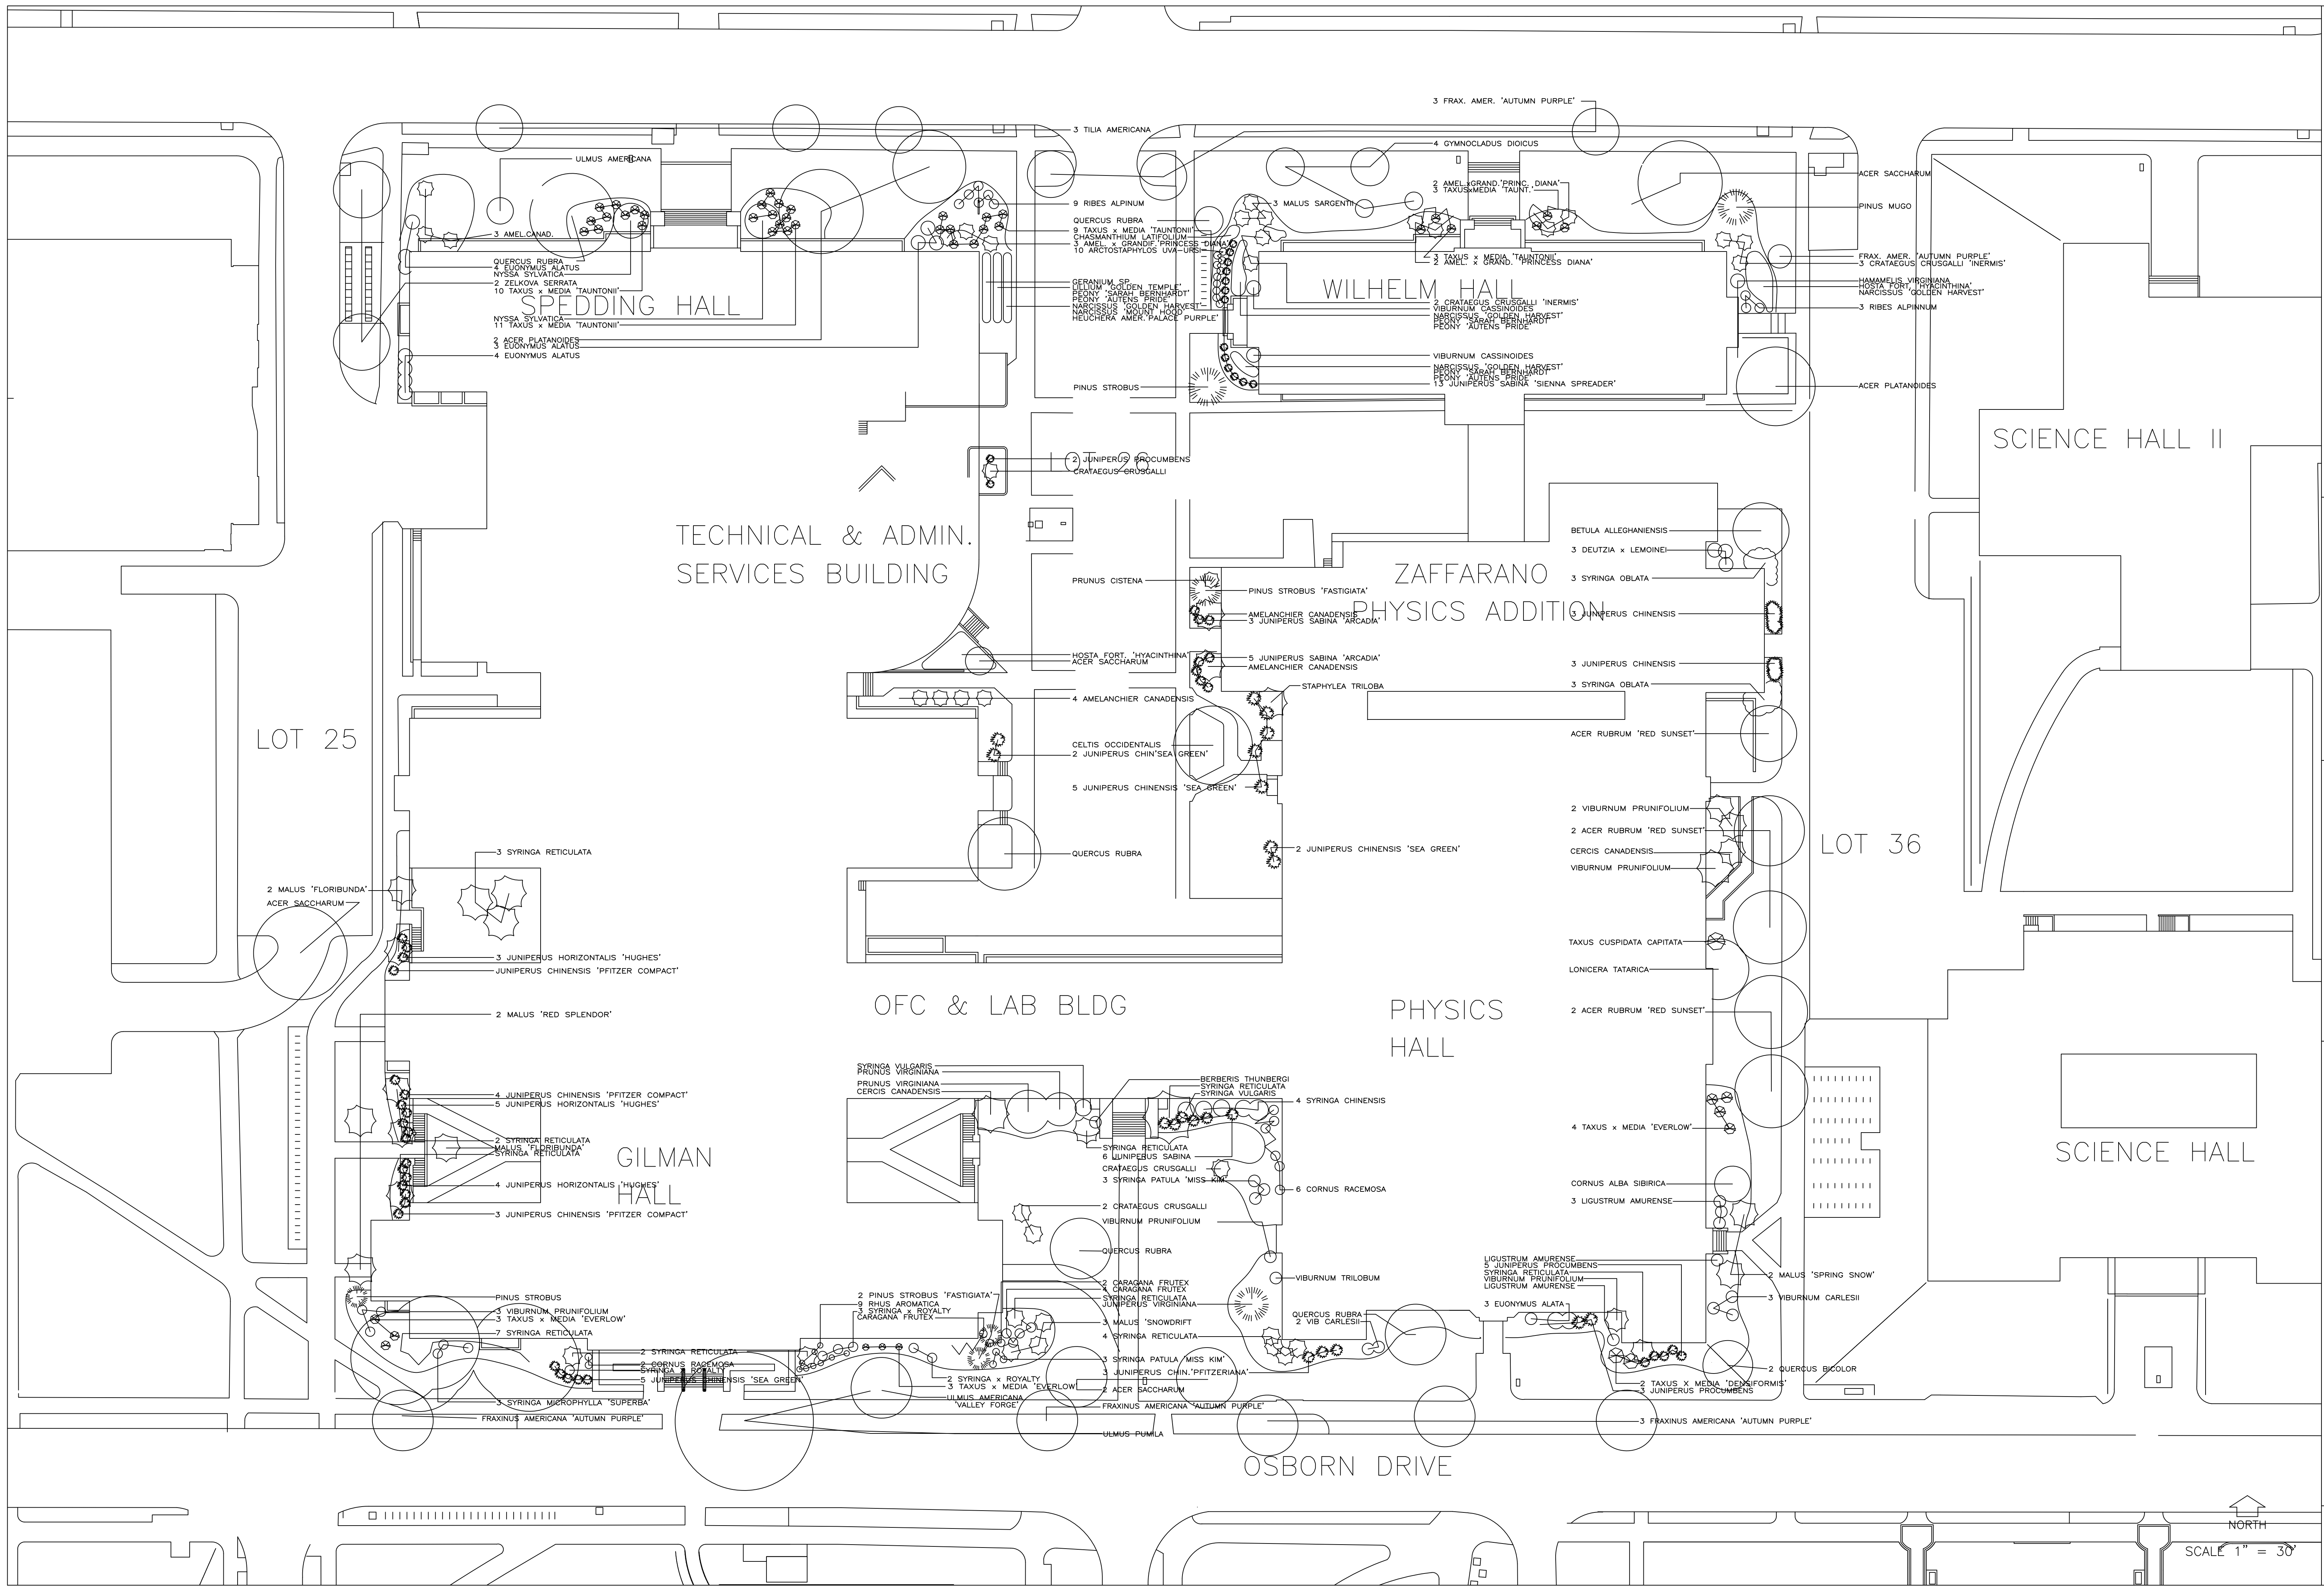 3 FRAX. AMER. 'AUTUMN PURPLE'
3 TILIA AMERICANA
4 GYMNOCLADUS DIOICUS
ULMUS AMERICANA
ACER SACCHARUM
2 AMEL.xGRAND.'PRINC. DIANA'
3 TAXUSxMEDIA 'TAUNT.'
9 RIBES ALPINUM
3 MALUS SARGENTII
PINUS MUGO
QUERCUS RUBRA
9 TAXUS x MEDIA 'TAUNTONII'
CHASMANTHIUM LATIFOLIUM
3 AMEL. x GRANDIF.'PRINCESS DIANA'
10 ARCTOSTAPHYLOS UVA-URSI
3 AMEL.CANAD.
QUERCUS RUBRA
4 EUONYMUS ALATUS
NYSSA SYLVATICA
2 ZELKOVA SERRATA
10 TAXUS x MEDIA 'TAUNTONII'
SPEDDING HALL
NYSSA SYLVATICA
11 TAXUS x MEDIA 'TAUNTONII'
2 ACER PLATANOIDES
3 EUONYMUS ALATUS
4 EUONYMUS ALATUS
3 TAXUS x MEDIA 'TAUNTONII'
2 AMEL. x GRAND. 'PRINCESS DIANA'
FRAX. AMER. 'AUTUMN PURPLE'
3 CRATAEGUS CRUSGALLI 'INERMIS'
GERANIUM SP.
LILLIUM 'GOLDEN TEMPLE'
PEONY 'SARAH BERNHARDT'
PEONY 'AUTENS PRIDE'
NARCISSUS 'GOLDEN HARVEST'
NARCISSUS 'MOUNT HOOD'
HEUCHERA AMER.'PALACE PURPLE'
WILHELM HALL
HAMAMELIS VIRGINIANA
HOSTA FORT. 'HYACINTHINA'
NARCISSUS 'GOLDEN HARVEST'
3 RIBES ALPINNUM
2 CRATAEGUS CRUSGALLI 'INERMIS'
VIBURNUM CASSINOIDES
NARCISSUS 'GOLDEN HARVEST'
PEONY 'SARAH BERNHARDT'
PEONY 'AUTENS PRIDE'
VIBURNUM CASSINOIDES
NARCISSUS 'GOLDEN HARVEST'
PEONY 'SARAH BERNHARDT'
PEONY 'AUTENS PRIDE'
13 JUNIPERUS SABINA 'SIENNA SPREADER'
PINUS STROBUS
ACER PLATANOIDES
SCIENCE HALL II
2 JUNIPERUS PROCUMBENS
LOT 26
CRATAEGUS CRUSGALLI
TECHNICAL & ADMIN.
SERVICES BUILDING
BETULA ALLEGHANIENSIS
3 DEUTZIA x LEMOINEI
ZAFFARANO
PHYSICS ADDITION
PRUNUS CISTENA
3 SYRINGA OBLATA
PINUS STROBUS 'FASTIGIATA'
AMELANCHIER CANADENSIS
3 JUNIPERUS SABINA 'ARCADIA'
3 JUNIPERUS CHINENSIS
HOSTA FORT. 'HYACINTHINA'
ACER SACCHARUM
5 JUNIPERUS SABINA 'ARCADIA'
AMELANCHIER CANADENSIS
3 JUNIPERUS CHINENSIS
STAPHYLEA TRILOBA
3 SYRINGA OBLATA
4 AMELANCHIER CANADENSIS
LOT 25
ACER RUBRUM 'RED SUNSET'
CELTIS OCCIDENTALIS
2 JUNIPERUS CHIN'SEA GREEN'
5 JUNIPERUS CHINENSIS 'SEA GREEN'
2 VIBURNUM PRUNIFOLIUM
2 ACER RUBRUM 'RED SUNSET'
CERCIS CANADENSIS
VIBURNUM PRUNIFOLIUM
LOT 36
3 SYRINGA RETICULATA
QUERCUS RUBRA
2 JUNIPERUS CHINENSIS 'SEA GREEN'
2 MALUS 'FLORIBUNDA'
ACER SACCHARUM
TAXUS CUSPIDATA CAPITATA
3 JUNIPERUS HORIZONTALIS 'HUGHES'
JUNIPERUS CHINENSIS 'PFITZER COMPACT'
LONICERA TATARICA
OFC & LAB BLDG
PHYSICS
HALL
2 MALUS 'RED SPLENDOR'
2 ACER RUBRUM 'RED SUNSET'
SYRINGA VULGARIS
PRUNUS VIRGINIANA
PRUNUS VIRGINIANA
CERCIS CANADENSIS
BERBERIS THUNBERGI
SYRINGA RETICULATA
SYRINGA VULGARIS
4 SYRINGA CHINENSIS
4 JUNIPERUS CHINENSIS 'PFITZER COMPACT'
5 JUNIPERUS HORIZONTALIS 'HUGHES'
4 TAXUS x MEDIA 'EVERLOW'
2 SYRINGA RETICULATA
MALUS 'FLORIBUNDA'
SYRINGA RETICULATA
GILMAN
HALL
SYRINGA RETICULATA
6 JUNIPERUS SABINA
CRATAEGUS CRUSGALLI
3 SYRINGA PATULA 'MISS KIM'
6 CORNUS RACEMOSA
SCIENCE HALL
4 JUNIPERUS HORIZONTALIS 'HUGHES'
CORNUS ALBA SIBIRICA
3 LIGUSTRUM AMURENSE
3 JUNIPERUS CHINENSIS 'PFITZER COMPACT'
2 CRATAEGUS CRUSGALLI
VIBURNUM PRUNIFOLIUM
QUERCUS RUBRA
VIBURNUM TRILOBUM
LIGUSTRUM AMURENSE
5 JUNIPERUS PROCUMBENS
SYRINGA RETICULATA
VIBURNUM PRUNIFOLIUM
LIGUSTRUM AMURENSE
2 MALUS 'SPRING SNOW'
3 VIBURNUM CARLESII
PINUS STROBUS
3 VIBURNUM PRUNIFOLIUM
3 TAXUS x MEDIA 'EVERLOW'
7 SYRINGA RETICULATA
2 PINUS STROBUS 'FASTIGIATA'
9 RHUS AROMATICA
3 SYRINGA x ROYALTY
CARAGANA FRUTEX
2 CARAGANA FRUTEX
4 CARAGANA FRUTEX
SYRINGA RETICULATA
JUNIPERUS VIRGINIANA
3 MALUS 'SNOWDRIFT
4 SYRINGA RETICULATA
QUERCUS RUBRA
2 VIB CARLESII
3 EUONYMUS ALATA
2 SYRINGA RETICULATA
2 CORNUS RACEMOSA
SYRINGA x ROYALTY
5 JUNIPERUS CHINENSIS 'SEA GREEN'
3 SYRINGA PATULA 'MISS KIM'
3 JUNIPERUS CHIN.'PFITZERIANA'
2 QUERCUS BICOLOR
2 SYRINGA x ROYALTY
3 TAXUS x MEDIA 'EVERLOW
2 ACER SACCHARUM
2 TAXUS X MEDIA 'DENSIFORMIS'
3 JUNIPERUS PROCUMBENS
3 SYRINGA MICROPHYLLA 'SUPERBA'
ULMUS AMERICANA
'VALLEY FORGE'
FRAXINUS AMERICANA 'AUTUMN PURPLE'
FRAXINUS AMERICANA 'AUTUMN PURPLE'
3 FRAXINUS AMERICANA 'AUTUMN PURPLE'
ULMUS PUMILA
OSBORN DRIVE
NORTH
SCALE 1" = 30'